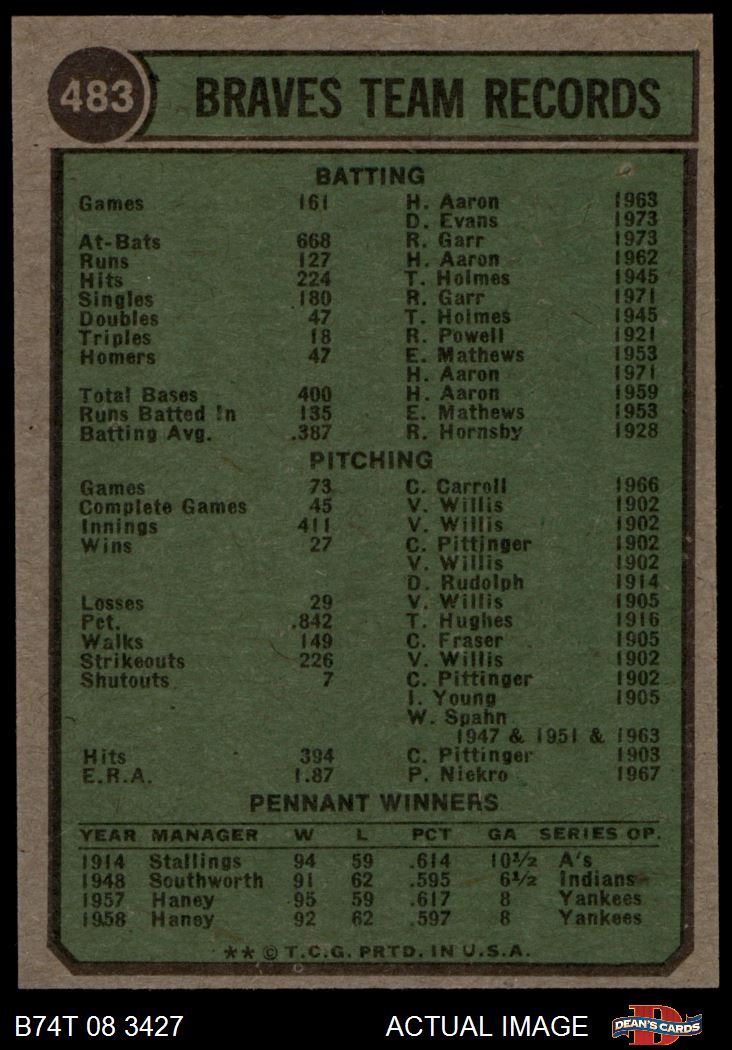 483 BRAVES TEAM RECORDS
BATTING
Games 161 H. Aaron 1963
D. Evans 1973
At-Bats 668 R. Garr 1973
Runs 127 H. Aaron 1962
Hits 224 T. Holmes 1945
Singles 180 R. Garr 1971
Doubles 47 T. Holmes 1945
Triples 18 R. Powell 1921
Homers 47 E. Mathews 1953
H. Aaron 1971
Total Bases 400 H. Aaron 1959
Runs Batted In 135 E. Mathews 1953
Batting Avg. .387 R. Hornsby 1928
PITCHING
Games 73 C. Carroll 1966
Complete Games 45 V. Willis 1902
Innings 411 V. Willis 1902
Wins 27 C. Pittinger 1902
V. Willis 1902
D. Rudolph 1914
Losses 29 V. Willis 1905
Pct. .842 T. Hughes 1916
Walks 149 C. Fraser 1905
Strikeouts 226 V. Willis 1902
Shutouts 7 C. Pittinger 1902
I. Young 1905
W. Spahn
1947 & 1951 & 1963
Hits 394 C. Pittinger 1903
E.R.A. 1.87 P. Niekro 1967
PENNANT WINNERS
YEAR MANAGER W L PCT GA SERIES OP.
1914 Stallings 94 59 .614 10½ A's
1948 Southworth 91 62 .595 6½ Indians
1957 Haney 95 59 .617 8 Yankees
1958 Haney 92 62 .597 8 Yankees
** © T.C.G. PRTD. IN U.S.A.
B74T 08 3427 ACTUAL IMAGE D DEAN'S CARDS